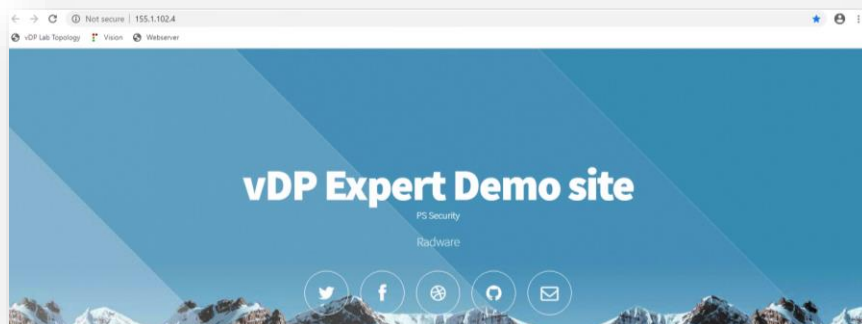 Not secure | 155.1.102.4
vDP Lab Topology Vision Webserver
vDP Expert Demo site
PS Security
Radware